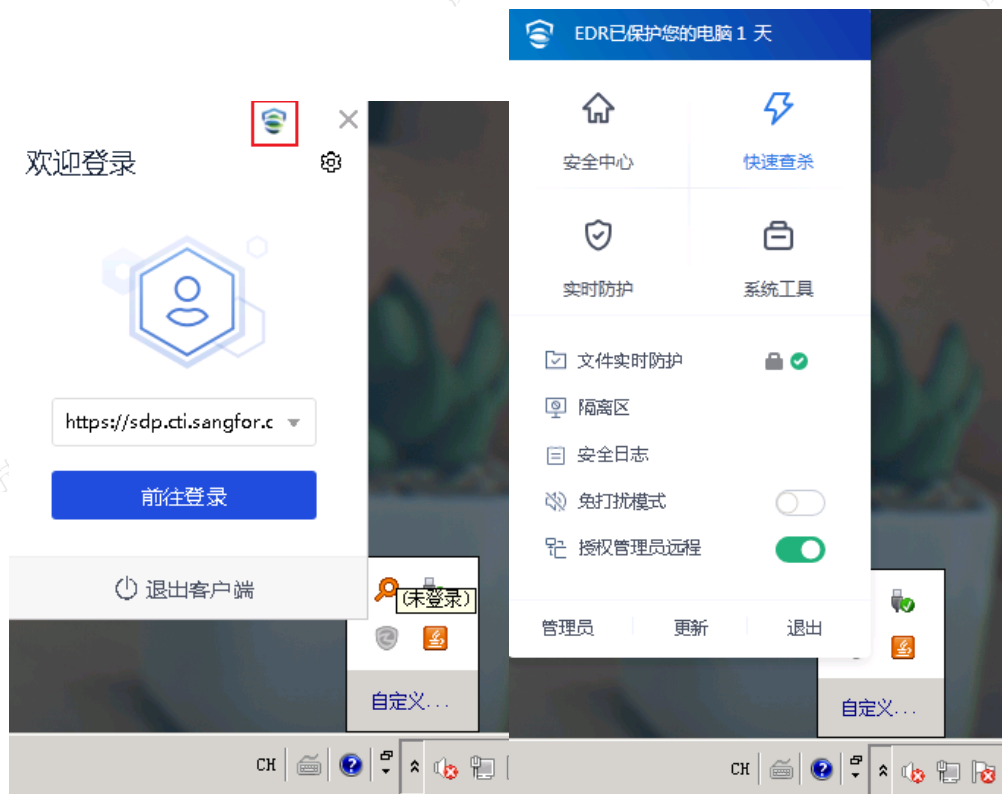 欢迎登录
https://sdp.cti.sangfor.c
前往登录
退出客户端
(未登录)
自定义...
CH
EDR已保护您的电脑 1 天
安全中心
快速查杀
实时防护
系统工具
文件实时防护
隔离区
安全日志
免打扰模式
授权管理员远程
管理员
更新
退出
自定义...
CH